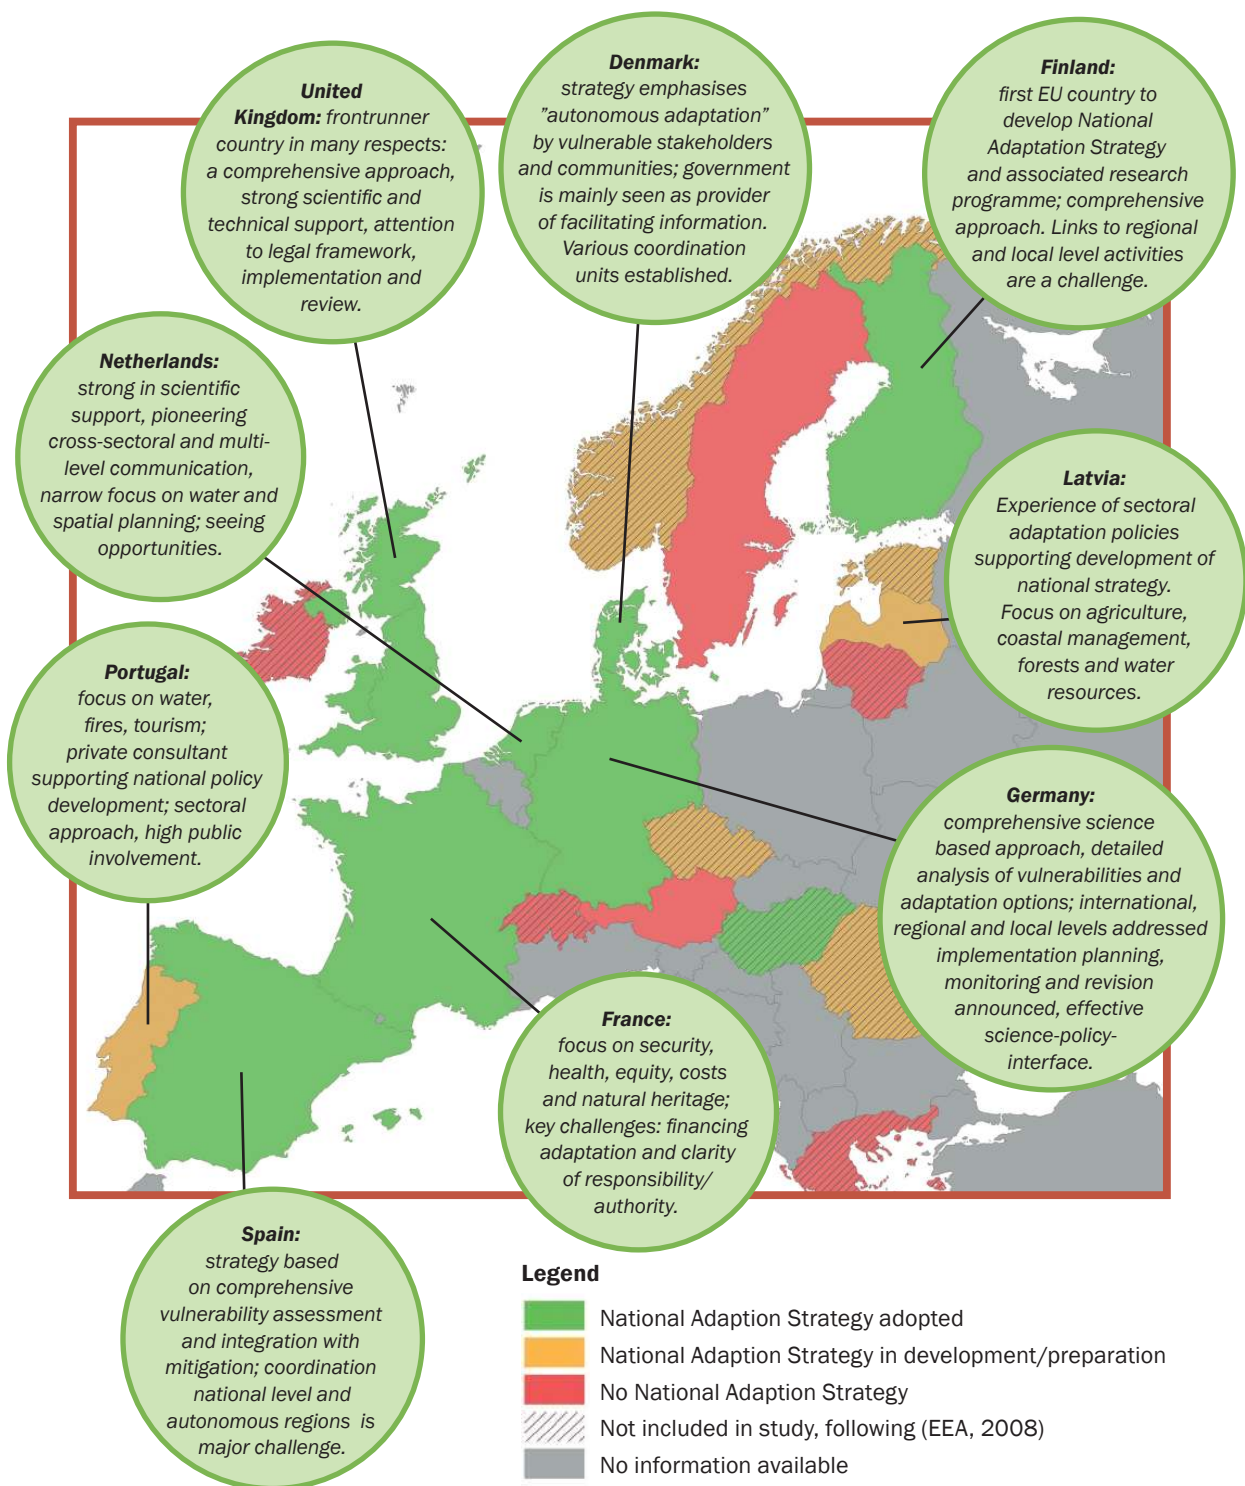 United
Kingdom: frontrunner
country in many respects:
a comprehensive approach,
strong scientific and
technical support, attention
to legal framework,
implementation and
review.
Denmark:
strategy emphasises
”autonomous adaptation”
by vulnerable stakeholders
and communities; government
is mainly seen as provider
of facilitating information.
Various coordination
units established.
Finland:
first EU country to
develop National
Adaptation Strategy
and associated research
programme; comprehensive
approach. Links to regional
and local level activities
are a challenge.
Netherlands:
strong in scientific
support, pioneering
cross-sectoral and multi-
level communication,
narrow focus on water and
spatial planning; seeing
opportunities.
Latvia:
Experience of sectoral
adaptation policies
supporting development of
national strategy.
Focus on agriculture,
coastal management,
forests and water
resources.
Portugal:
focus on water,
fires, tourism;
private consultant
supporting national policy
development; sectoral
approach, high public
involvement.
Germany:
comprehensive science
based approach, detailed
analysis of vulnerabilities and
adaptation options; international,
regional and local levels addressed
implementation planning,
monitoring and revision
announced, effective
science-policy-
interface.
France:
focus on security,
health, equity, costs
and natural heritage;
key challenges: financing
adaptation and clarity
of responsibility/
authority.
Spain:
strategy based
on comprehensive
vulnerability assessment
and integration with
mitigation; coordination
national level and
autonomous regions is
major challenge.
Legend
National Adaption Strategy adopted
National Adaption Strategy in development/preparation
No National Adaption Strategy
Not included in study, following (EEA, 2008)
No information available